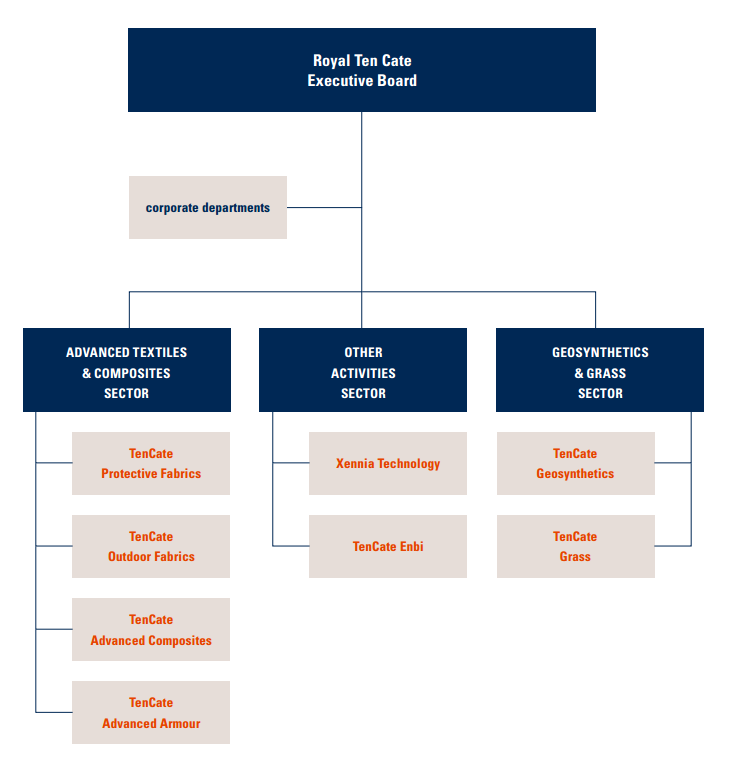 Royal Ten Cate
Executive Board
corporate departments
ADVANCED TEXTILES
& COMPOSITES
SECTOR
TenCate
Protective Fabrics
TenCate
Outdoor Fabrics
TenCate
Advanced Composites
TenCate
Advanced Armour
OTHER
ACTIVITIES
SECTOR
Xennia Technology
TenCate Enbi
GEOSYNTHETICS
& GRASS
SECTOR
TenCate
Geosynthetics
TenCate
Grass